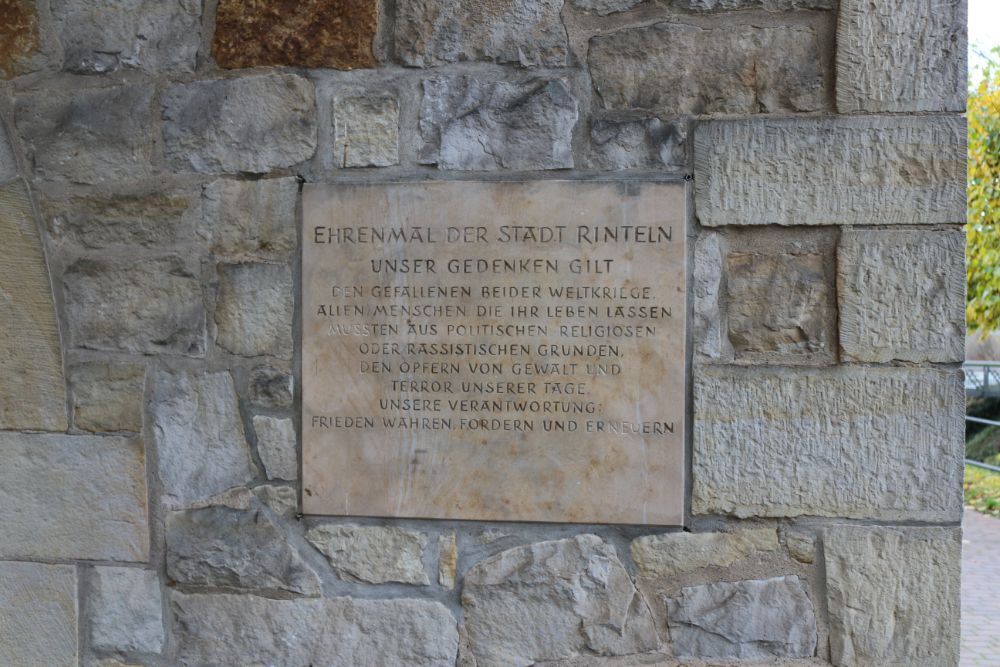 EHRENMAL DER STADT RINTELN
UNSER GEDENKEN GILT
DEN GEFALLENEN BEIDER WELTKRIEGE,
ALLEN MENSCHEN DIE IHR LEBEN LASSEN
MUSSTEN AUS POLITISCHEN RELIGIÖSEN
ODER RASSISTISCHEN GRÜNDEN,
DEN OPFERN VON GEWALT UND
TERROR UNSERER TAGE.
UNSERE VERANTWORTUNG:
FRIEDEN WAHREN, FÖRDERN UND ERNEUERN